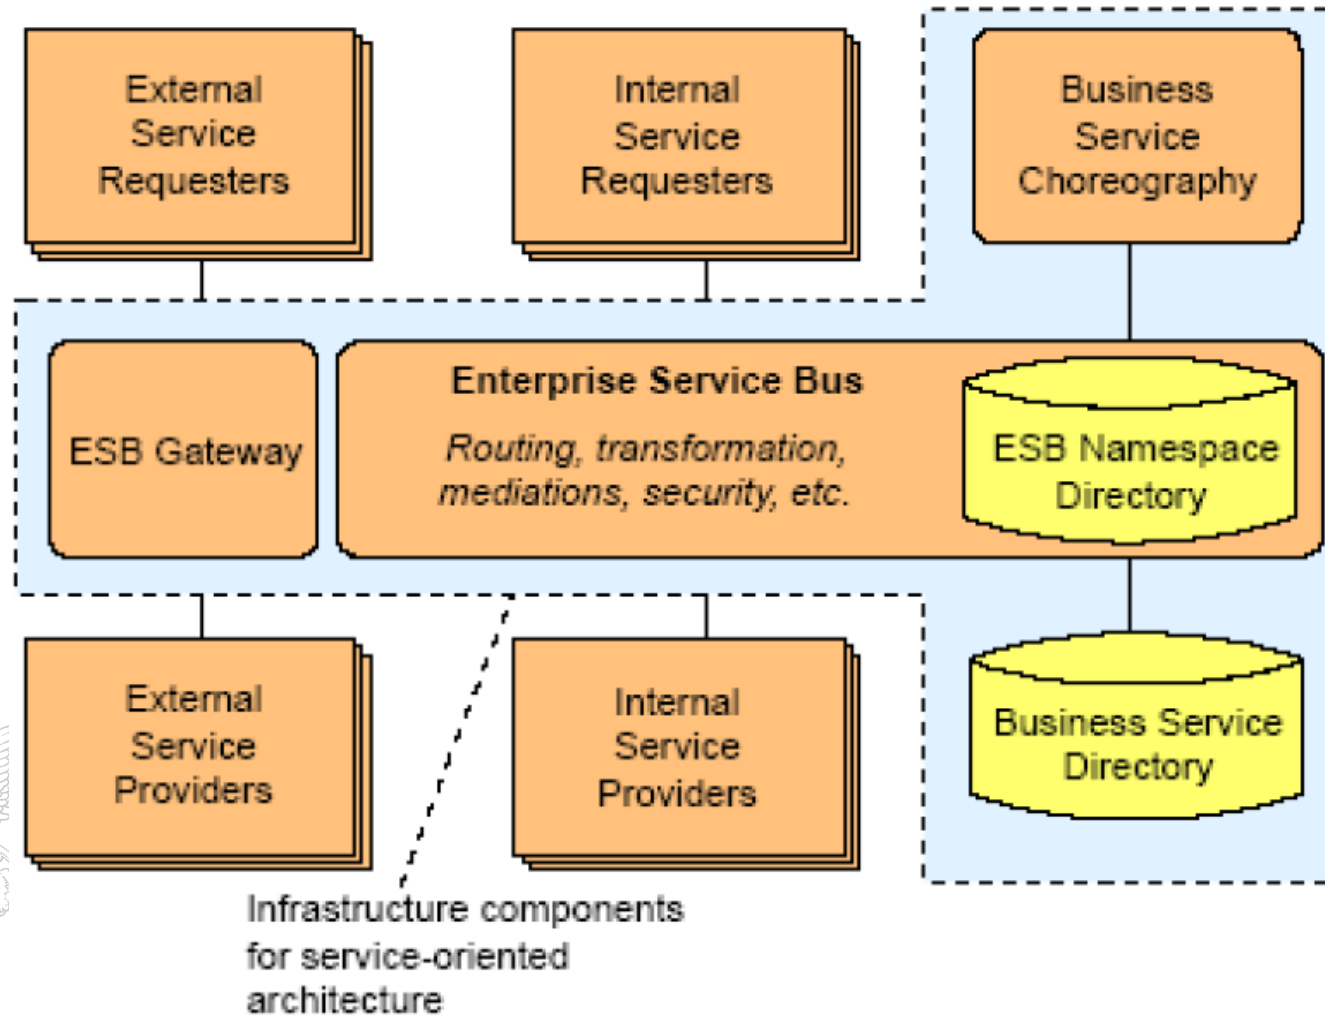 External
Service
Requesters
Internal
Service
Requesters
Business
Service
Choreography
ESB Gateway
Enterprise Service Bus
Routing, transformation,
mediations, security, etc.
ESB Namespace
Directory
External
Service
Providers
Internal
Service
Providers
Business Service
Directory
Infrastructure components
for service-oriented
architecture